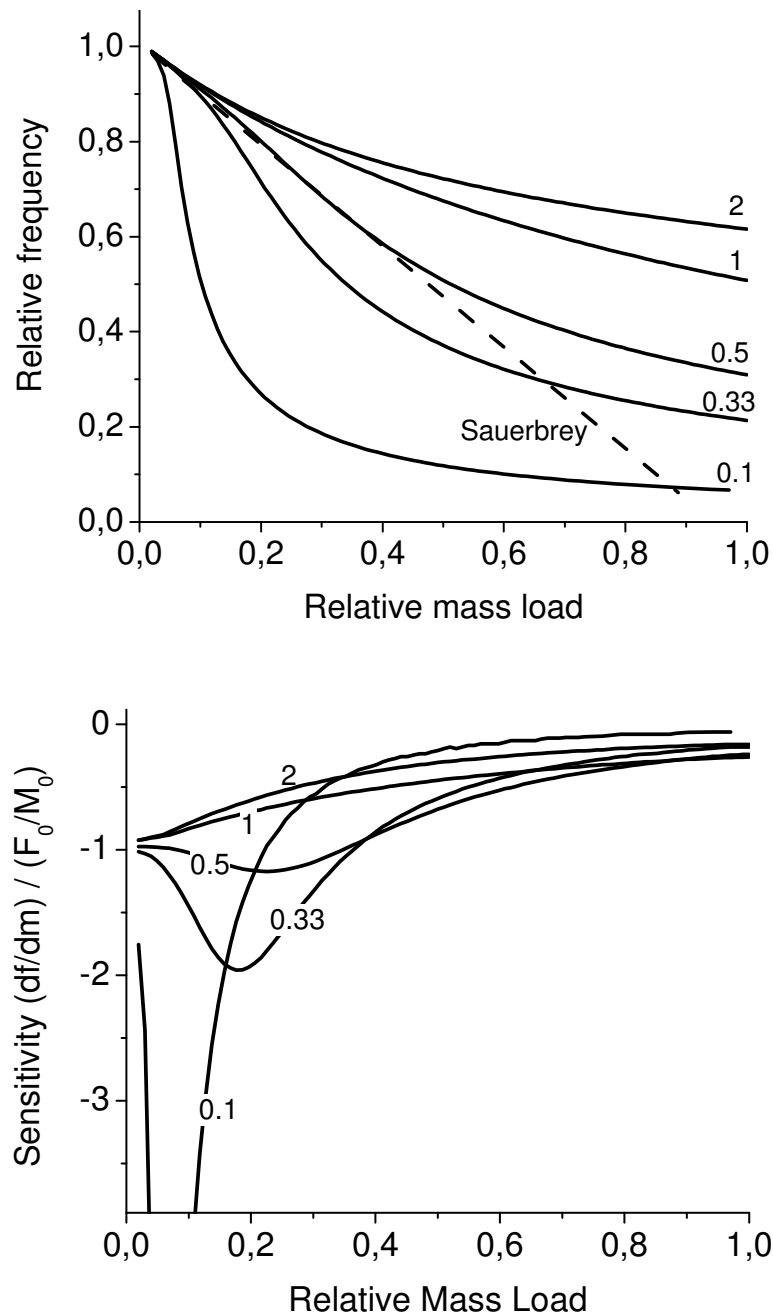 Relative frequency
1,0
0,8
0,6
0,4
0,2
0,0
2
1
0.5
0.33
0.1
Sauerbrey
0,0 0,2 0,4 0,6 0,8 1,0
Relative mass load
Sensitivity (df/dm) / (F₀/M₀)
0
-1
-2
-3
2
1
0.5
0.33
0.1
0,0 0,2 0,4 0,6 0,8 1,0
Relative Mass Load